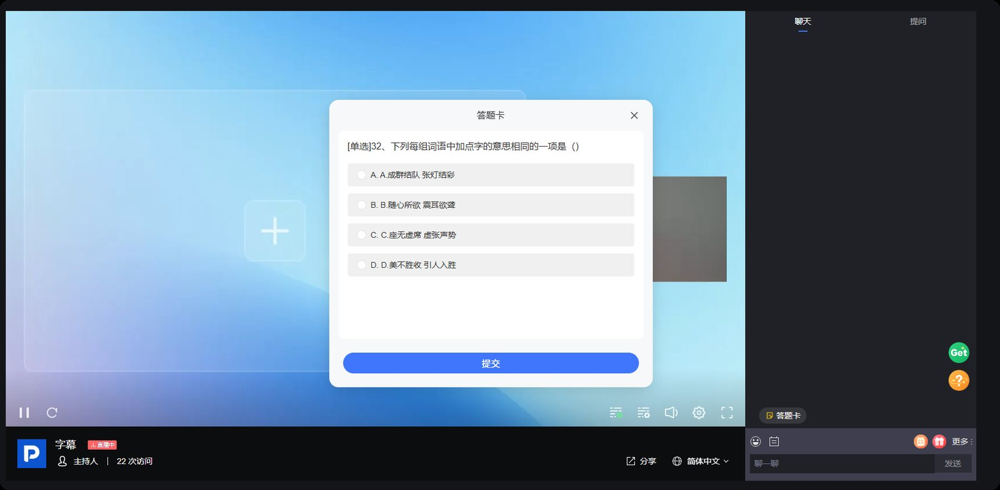 聊天
提问
答题卡
[单选]32、下列每组词语中加点字的意思相同的一项是（）
A. A.成群结队 张灯结彩
B. B.随心所欲 震耳欲聋
C. C.座无虚席 虚张声势
D. D.美不胜收 引人入胜
提交
Get
?
答题卡
字幕
直播中
主持人 | 22 次访问
分享
简体中文
更多
聊一聊
发送